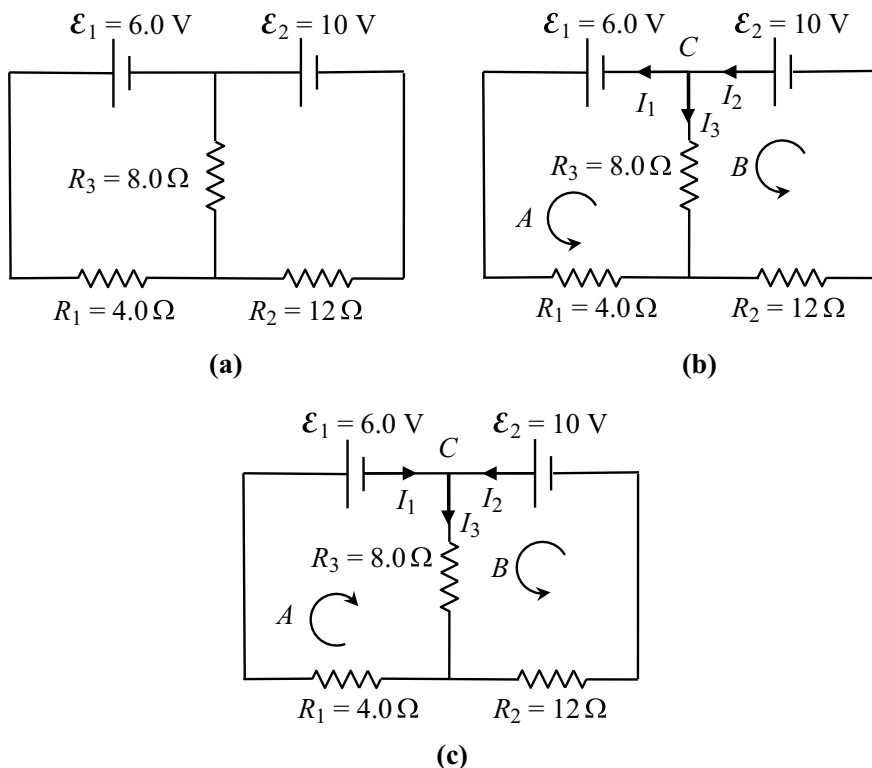 ℰ1 = 6.0 V ℰ2 = 10 V
R3 = 8.0 Ω
R1 = 4.0 Ω R2 = 12 Ω
(a)
ℰ1 = 6.0 V C ℰ2 = 10 V
I1 I2
I3
R3 = 8.0 Ω B
A
R1 = 4.0 Ω R2 = 12 Ω
(b)
ℰ1 = 6.0 V C ℰ2 = 10 V
I1 I2
I3
R3 = 8.0 Ω B
A
R1 = 4.0 Ω R2 = 12 Ω
(c)